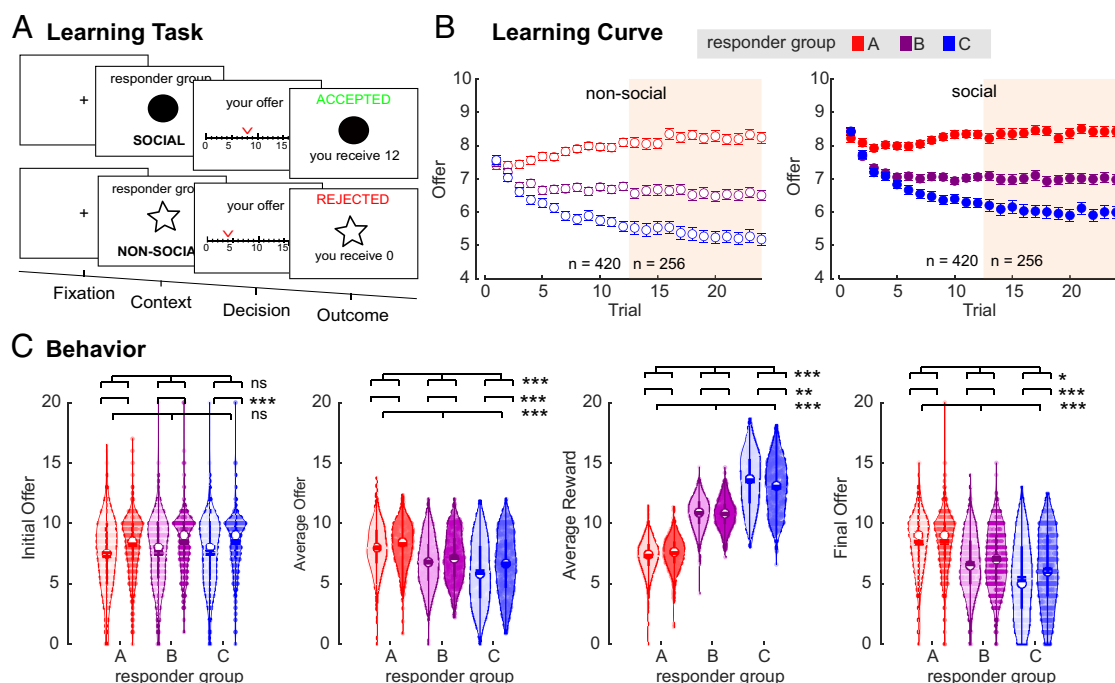 A Learning Task
+
responder group
SOCIAL
your offer
0 5 10 15
ACCEPTED
you receive 12
+
responder grou
NON-SOCIA
your offer
0 5 10 15
REJECTED
you receive 0
Fixation
Context
Decision
Outcome
B Learning Curve
responder group A B C
non-social
Offer
10
9
8
7
6
5
4
n = 420 n = 256
0 5 10 15 20
Trial
social
Offer
10
9
8
7
6
5
4
n = 420 n = 256
0 5 10 15 20
Trial
C Behavior
ns
***
ns
Initial Offer
20
15
10
5
0
A B C
responder group
***
***
***
Average Offer
20
15
10
5
0
A B C
responder group
***
**
***
Average Reward
20
15
10
5
0
A B C
responder group
*
***
***
Final Offer
20
15
10
5
0
A B C
responder group